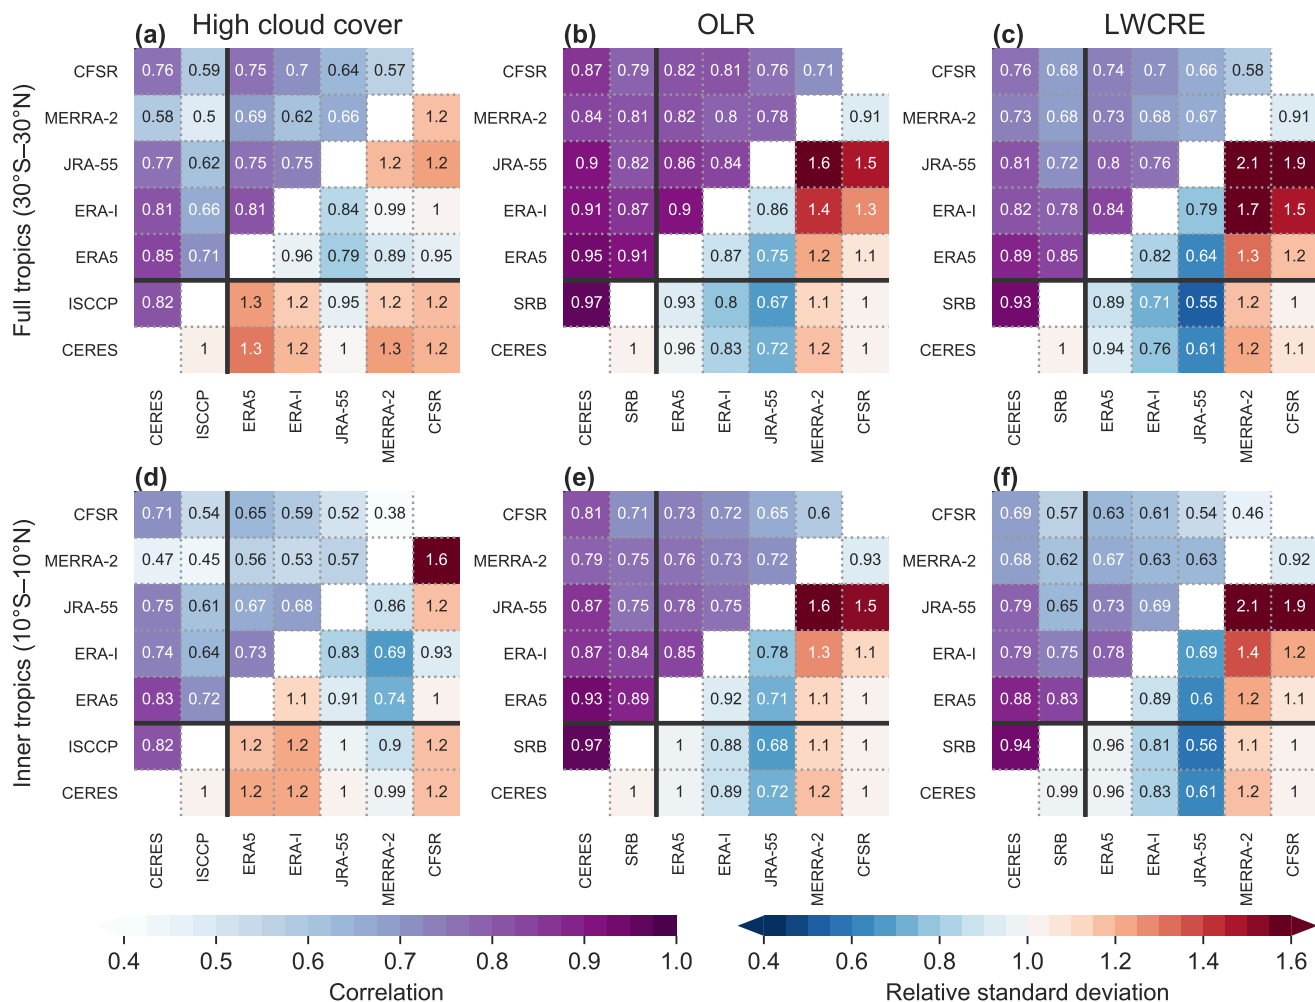 High cloud cover OLR LWCRE
(a) (b) (c)
Full tropics (30°S–30°N)
CFSR 0.76 0.59 0.75 0.7 0.64 0.57 0.87 0.79 0.82 0.81 0.76 0.71 CFSR 0.76 0.68 0.74 0.7 0.66 0.58 CFSR
MERRA-2 0.58 0.5 0.69 0.62 0.66 1.2 MERRA-2 0.84 0.81 0.82 0.8 0.78 0.91 MERRA-2 0.73 0.68 0.73 0.68 0.67 0.91
JRA-55 0.77 0.62 0.75 0.75 1.2 1.2 JRA-55 0.9 0.82 0.86 0.84 1.6 1.5 JRA-55 0.81 0.72 0.8 0.76 2.1 1.9
ERA-I 0.81 0.66 0.81 0.84 0.99 1 ERA-I 0.91 0.87 0.9 0.86 1.4 1.3 ERA-I 0.82 0.78 0.84 0.79 1.7 1.5
ERA5 0.85 0.71 0.96 0.79 0.89 0.95 ERA5 0.95 0.91 0.87 0.75 1.2 1.1 ERA5 0.89 0.85 0.82 0.64 1.3 1.2
ISCCP 0.82 1.3 1.2 0.95 1.2 1.2 SRB 0.97 0.93 0.8 0.67 1.1 1 SRB 0.93 0.89 0.71 0.55 1.2 1
CERES 1 1.3 1.2 1 1.3 1.2 CERES 1 0.96 0.83 0.72 1.2 1 CERES 1 0.94 0.76 0.61 1.2 1.1
CERES ISCCP ERA5 ERA-I JRA-55 MERRA-2 CFSR CERES SRB ERA5 ERA-I JRA-55 MERRA-2 CFSR CERES SRB ERA5 ERA-I JRA-55 MERRA-2 CFSR
(d) (e) (f)
Inner tropics (10°S–10°N)
CFSR 0.71 0.54 0.65 0.59 0.52 0.38 CFSR 0.81 0.71 0.73 0.72 0.65 0.6 CFSR 0.69 0.57 0.63 0.61 0.54 0.46
MERRA-2 0.47 0.45 0.56 0.53 0.57 1.6 MERRA-2 0.79 0.75 0.76 0.73 0.72 0.93 MERRA-2 0.68 0.62 0.67 0.63 0.63 0.92
JRA-55 0.75 0.61 0.67 0.68 0.86 1.2 JRA-55 0.87 0.75 0.78 0.75 1.6 1.5 JRA-55 0.79 0.65 0.73 0.69 2.1 1.9
ERA-I 0.74 0.64 0.73 0.83 0.69 0.93 ERA-I 0.87 0.84 0.85 0.78 1.3 1.1 ERA-I 0.79 0.75 0.78 0.69 1.4 1.2
ERA5 0.83 0.72 1.1 0.91 0.74 1 ERA5 0.93 0.89 0.92 0.71 1.1 1 ERA5 0.88 0.83 0.89 0.6 1.2 1.1
ISCCP 0.82 1.2 1.2 1 0.9 1.2 SRB 0.97 1 0.88 0.68 1.1 1 SRB 0.94 0.96 0.81 0.56 1.1 1
CERES 1 1.2 1.2 1 0.99 1.2 CERES 1 1 0.89 0.72 1.2 1 CERES 0.99 0.96 0.83 0.61 1.2 1
CERES ISCCP ERA5 ERA-I JRA-55 MERRA-2 CFSR CERES SRB ERA5 ERA-I JRA-55 MERRA-2 CFSR CERES SRB ERA5 ERA-I JRA-55 MERRA-2 CFSR
0.4 0.5 0.6 0.7 0.8 0.9 1.0 0.4 0.6 0.8 1.0 1.2 1.4 1.6
Correlation Relative standard deviation